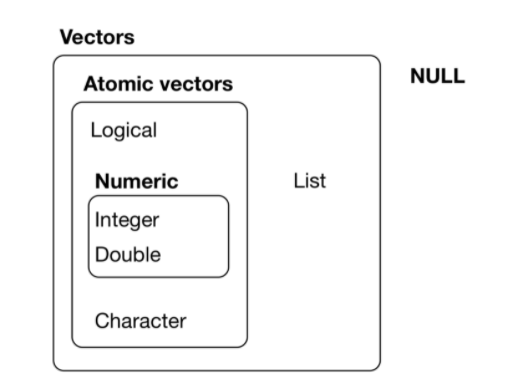 Vectors
NULL
Atomic vectors
Logical
Numeric
List
Integer
Double
Character